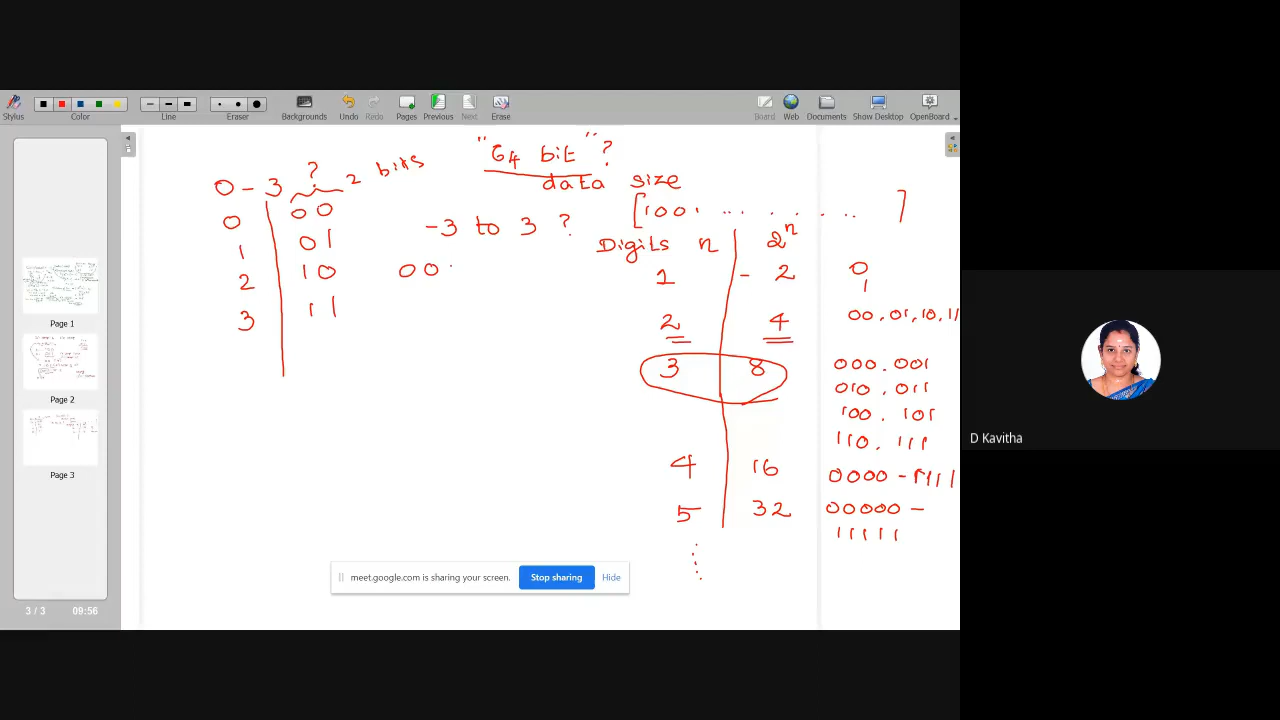 Stylus
Color
Line
Eraser
Backgrounds
Undo
Redo
Pages
Previous
Next
Erase
Board
Web
Documents
Show Desktop
OpenBoard
"64 bit" ?
data size
[100. ... . . . . .. ]
0 - 3 ? 2 bits
0 00
1 01
2 10
3 11
-3 to 3 ?
00
Digits n 2^n
1 - 2 0
1
2 4 00, 01, 10, 11
3 8 000, 001
010, 011
100, 101
110, 111
4 16 0000 - 1111
5 32 00000 -
11111
Page 1
Page 2
Page 3
3 / 3 09:56
meet.google.com is sharing your screen.
Stop sharing
Hide
D Kavitha